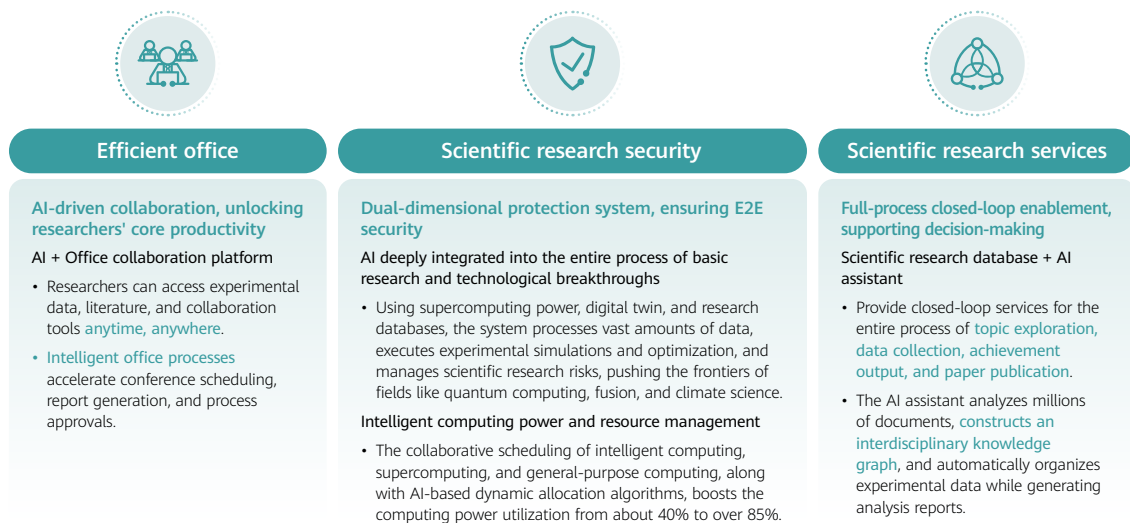 Efficient office
AI-driven collaboration, unlocking
researchers' core productivity
AI + Office collaboration platform
• Researchers can access experimental
data, literature, and collaboration
tools anytime, anywhere.
• Intelligent office processes
accelerate conference scheduling,
report generation, and process
approvals.
Scientific research security
Dual-dimensional protection system, ensuring E2E
security
AI deeply integrated into the entire process of basic
research and technological breakthroughs
• Using supercomputing power, digital twin, and research
databases, the system processes vast amounts of data,
executes experimental simulations and optimization, and
manages scientific research risks, pushing the frontiers of
fields like quantum computing, fusion, and climate science.
Intelligent computing power and resource management
• The collaborative scheduling of intelligent computing,
supercomputing, and general-purpose computing, along
with AI-based dynamic allocation algorithms, boosts the
computing power utilization from about 40% to over 85%.
Scientific research services
Full-process closed-loop enablement,
supporting decision-making
Scientific research database + AI
assistant
• Provide closed-loop services for the
entire process of topic exploration,
data collection, achievement
output, and paper publication.
• The AI assistant analyzes millions
of documents, constructs an
interdisciplinary knowledge
graph, and automatically organizes
experimental data while generating
analysis reports.